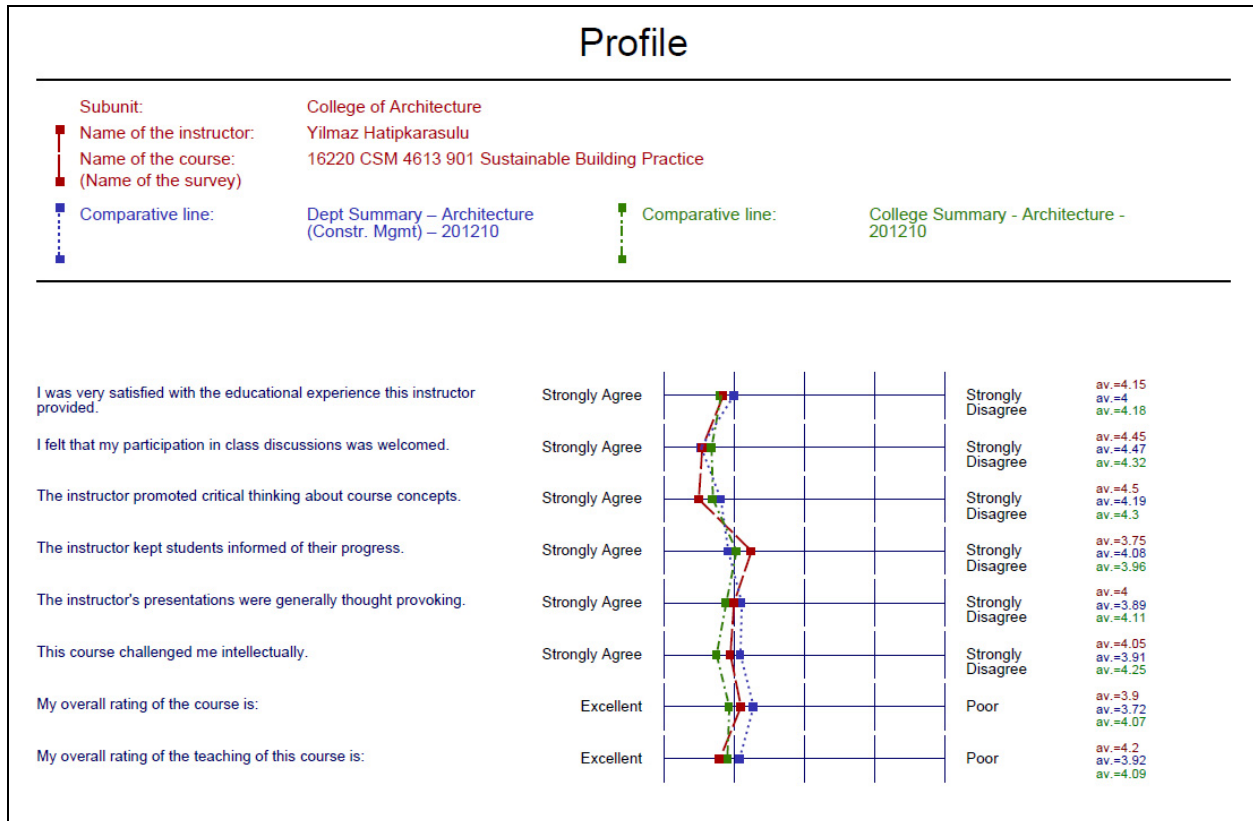 Profile
Subunit: College of Architecture
Name of the instructor: Yilmaz Hatipkarasulu
Name of the course: 16220 CSM 4613 901 Sustainable Building Practice
(Name of the survey)
Comparative line: Dept Summary – Architecture (Constr. Mgmt) – 201210
Comparative line: College Summary - Architecture - 201210
I was very satisfied with the educational experience this instructor provided.
Strongly Agree
Strongly Disagree
av.=4.15
av.=4
av.=4.18
I felt that my participation in class discussions was welcomed.
Strongly Agree
Strongly Disagree
av.=4.45
av.=4.47
av.=4.32
The instructor promoted critical thinking about course concepts.
Strongly Agree
Strongly Disagree
av.=4.5
av.=4.19
av.=4.3
The instructor kept students informed of their progress.
Strongly Agree
Strongly Disagree
av.=3.75
av.=4.08
av.=3.96
The instructor's presentations were generally thought provoking.
Strongly Agree
Strongly Disagree
av.=4
av.=3.89
av.=4.11
This course challenged me intellectually.
Strongly Agree
Strongly Disagree
av.=4.05
av.=3.91
av.=4.25
My overall rating of the course is:
Excellent
Poor
av.=3.9
av.=3.72
av.=4.07
My overall rating of the teaching of this course is:
Excellent
Poor
av.=4.2
av.=3.92
av.=4.09